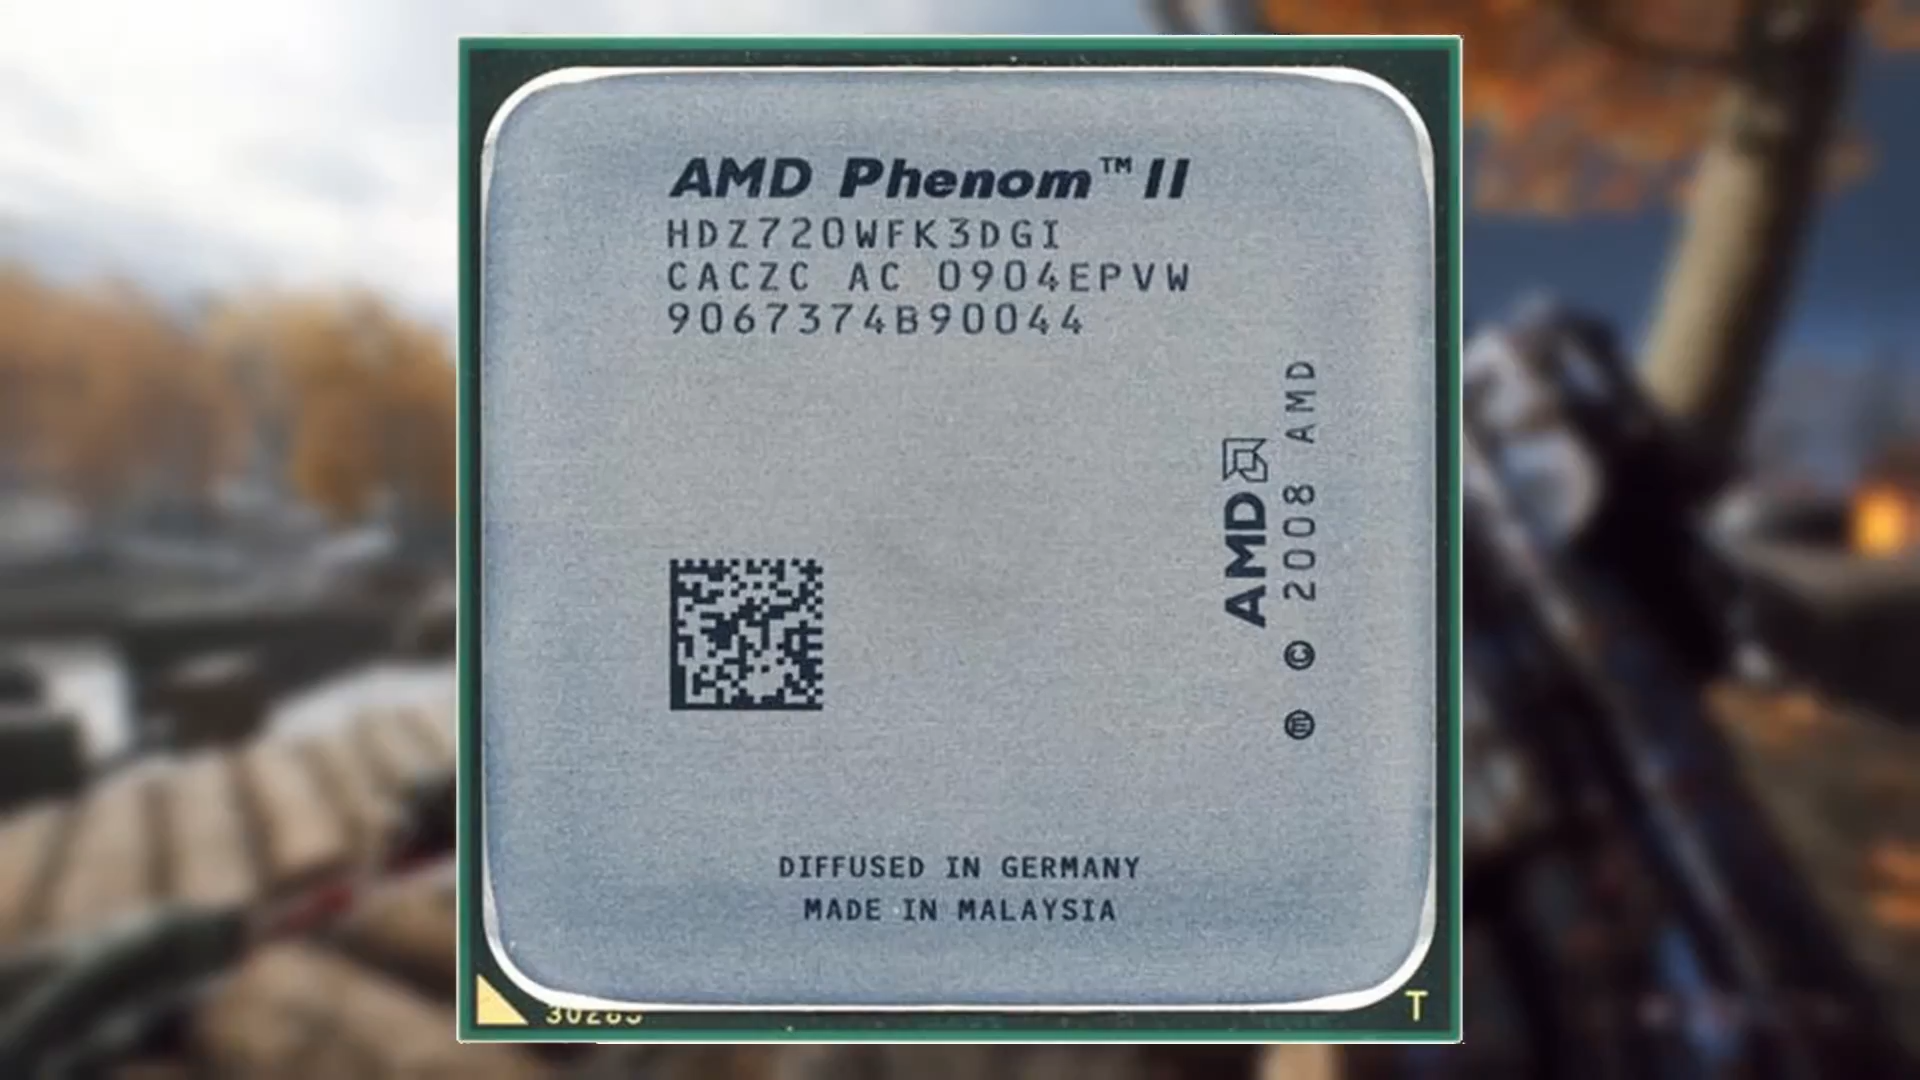 AMD Phenom™ II
HDZ720WFK3DGI
CACZC AC 0904EPVW
9067374B90044
AMD
ⓜ © 2008 AMD
DIFFUSED IN GERMANY
MADE IN MALAYSIA
T